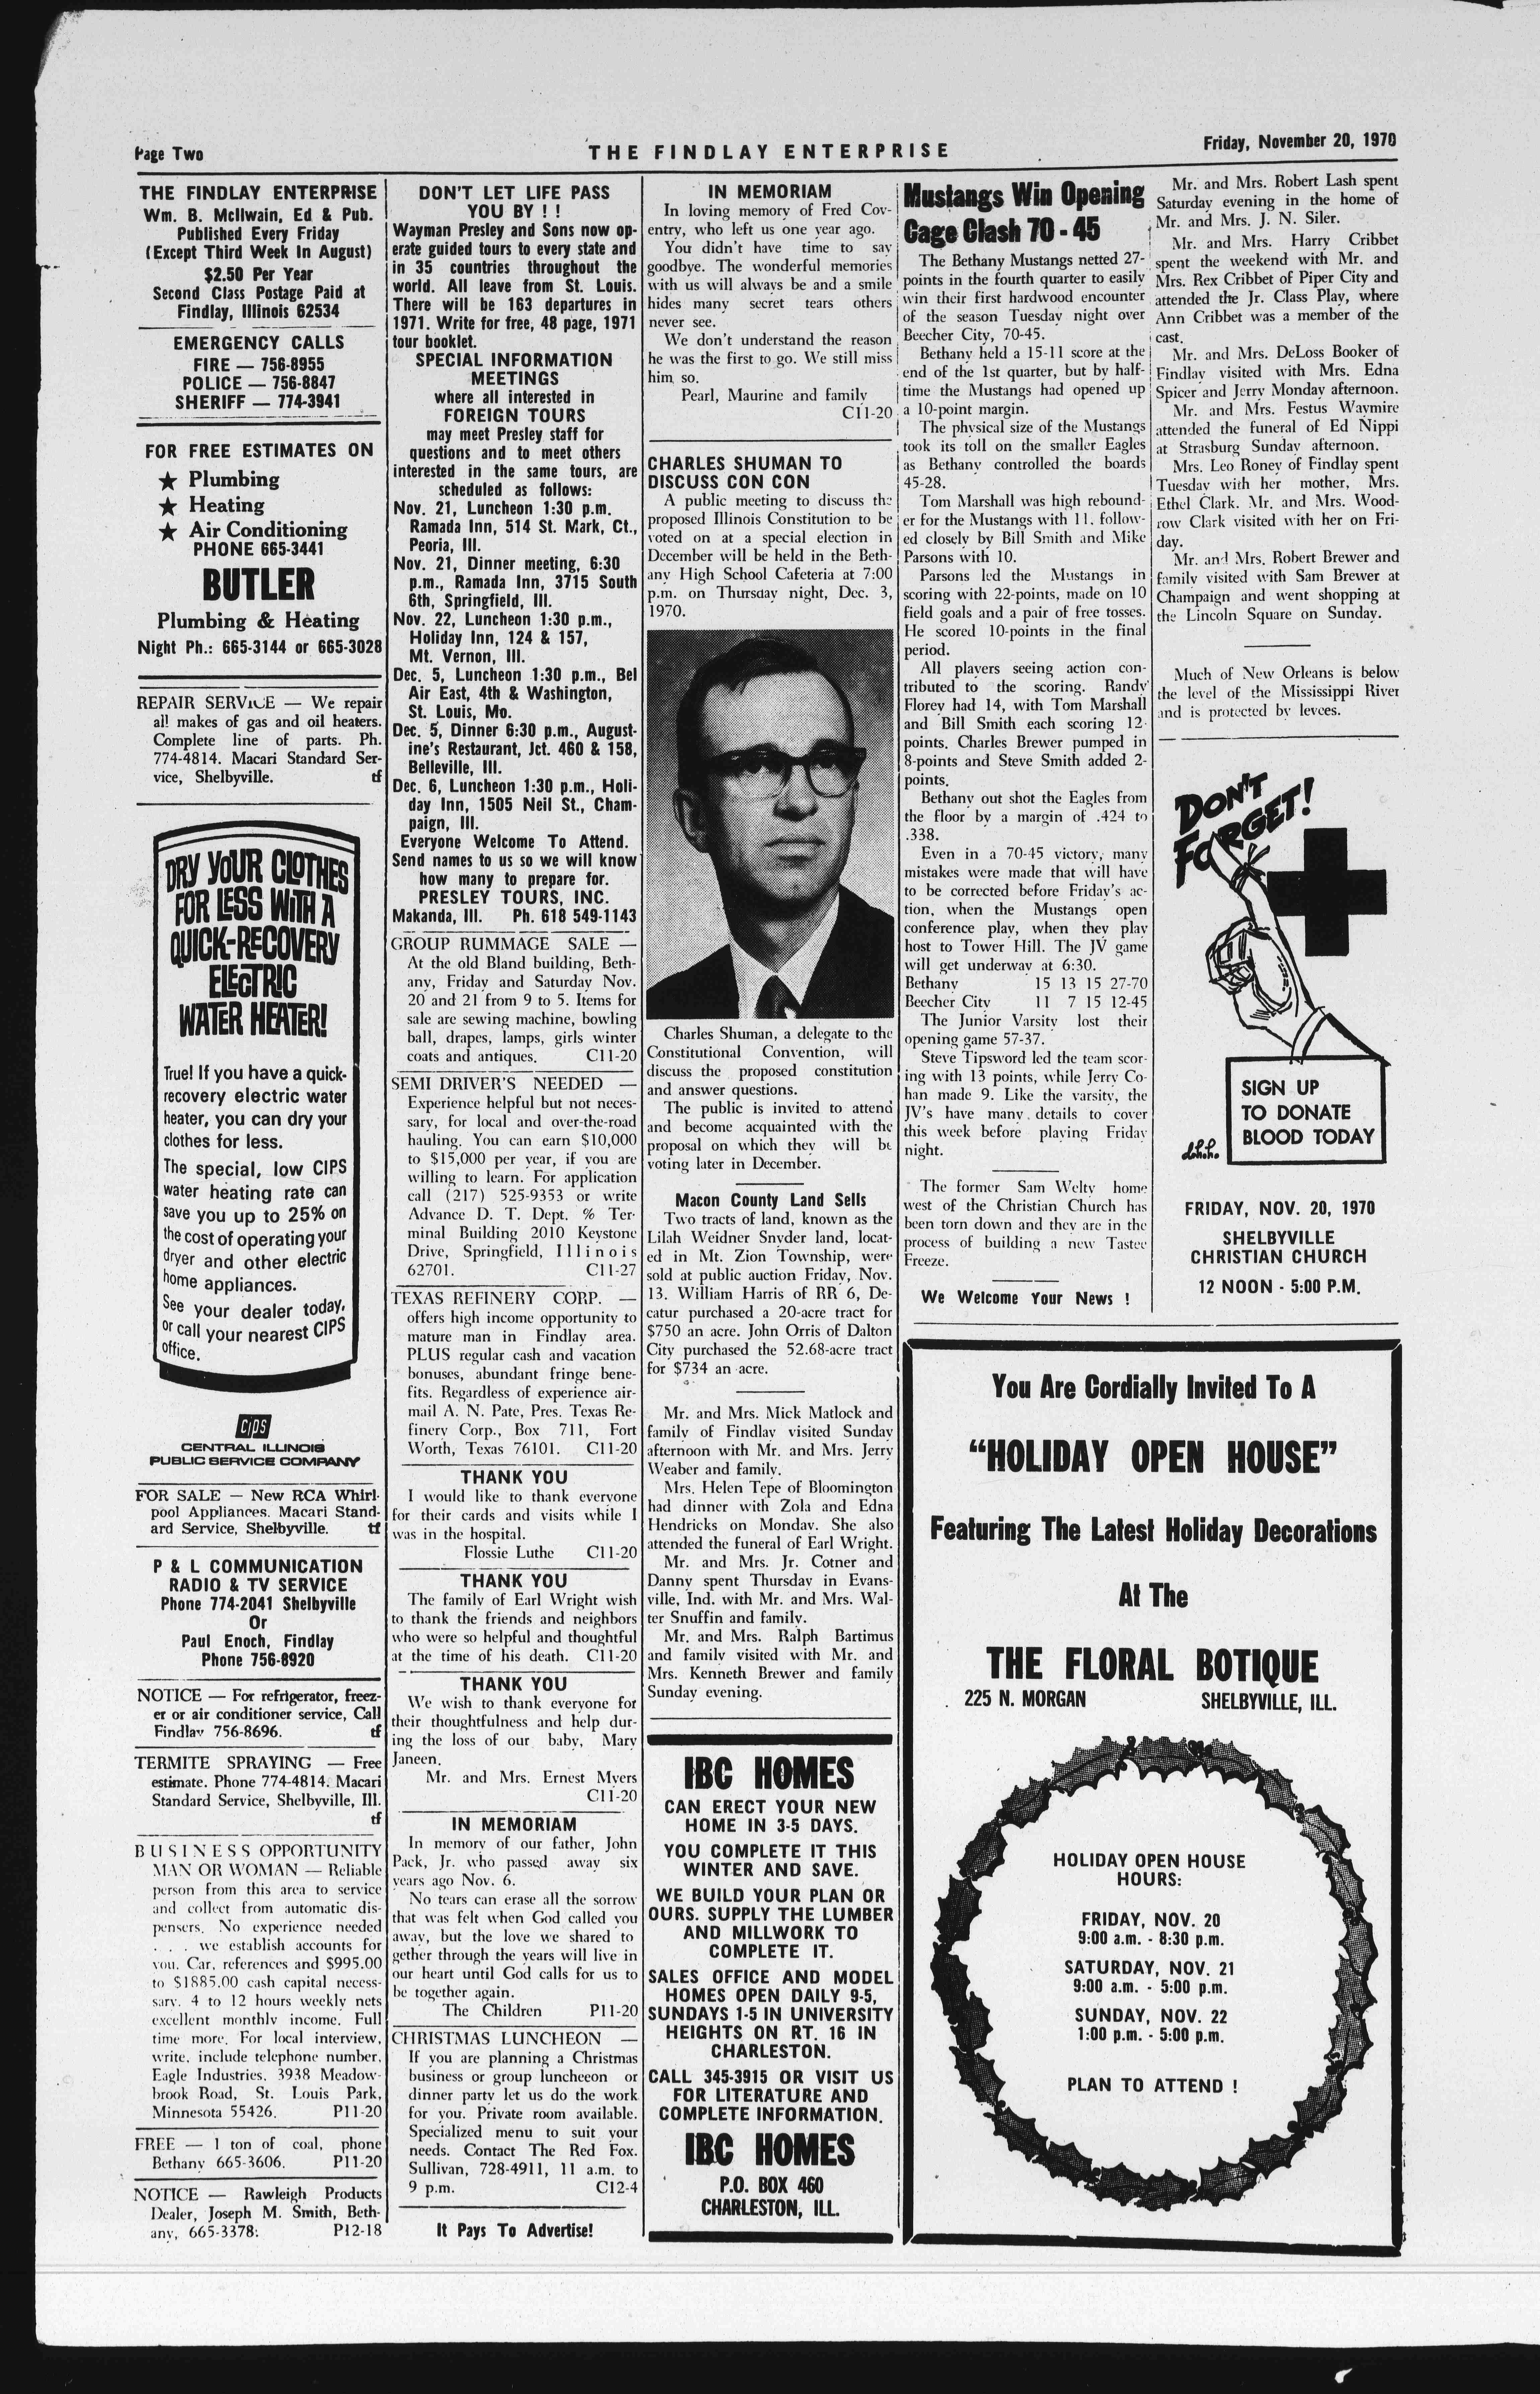 Page Two
THE FINDLAY ENTERPRISE
Friday, November 20, 1970
THE FINDLAY ENTERPRISE
Wm. B. McIlwain, Ed & Pub.
Published Every Friday
(Except Third Week In August)
$2.50 Per Year
Second Class Postage Paid at
Findlay, Illinois 62534
EMERGENCY CALLS
FIRE — 756-8955
POLICE — 756-8847
SHERIFF — 774-3941
FOR FREE ESTIMATES ON
★ Plumbing
★ Heating
★ Air Conditioning
PHONE 665-3441
BUTLER
Plumbing & Heating
Night Ph.: 665-3144 or 665-3028
REPAIR SERVICE — We repair
all makes of gas and oil heaters.
Complete line of parts. Ph.
774-4814. Macari Standard Ser-
vice, Shelbyville. tf
DRY YOUR CLOTHES
FOR LESS WITH A
QUICK-RECOVERY
ELECTRIC
WATER HEATER!
True! If you have a quick-
recovery electric water
heater, you can dry your
clothes for less.
The special, low CIPS
water heating rate can
save you up to 25% on
the cost of operating your
dryer and other electric
home appliances.
See your dealer today,
or call your nearest CIPS
office.
CIPS
CENTRAL ILLINOIS
PUBLIC SERVICE COMPANY
FOR SALE — New RCA Whirl-
pool Appliances. Macari Stand-
ard Service, Shelbyville. tf
P & L COMMUNICATION
RADIO & TV SERVICE
Phone 774-2041 Shelbyville
Or
Paul Enoch, Findlay
Phone 756-8920
NOTICE — For refrigerator, freez-
er or air conditioner service, Call
Findlay 756-8696. tf
TERMITE SPRAYING — Free
estimate. Phone 774-4814. Macari
Standard Service, Shelbyville, Ill.
tf
BUSINESS OPPORTUNITY
MAN OR WOMAN — Reliable
person from this area to service
and collect from automatic dis-
pensers. No experience needed
. . . we establish accounts for
you. Car, references and $995.00
to $1885.00 cash capital necess-
sary. 4 to 12 hours weekly nets
excellent monthly income. Full
time more. For local interview,
write, include telephone number,
Eagle Industries, 3938 Meadow-
brook Road, St. Louis Park,
Minnesota 55426. P11-20
FREE — 1 ton of coal, phone
Bethany 665-3606. P11-20
NOTICE — Rawleigh Products
Dealer, Joseph M. Smith, Beth-
any, 665-3378. P12-18
DON'T LET LIFE PASS
YOU BY ! !
Wayman Presley and Sons now op-
erate guided tours to every state and
in 35 countries throughout the
world. All leave from St. Louis.
There will be 163 departures in
1971. Write for free, 48 page, 1971
tour booklet.
SPECIAL INFORMATION
MEETINGS
where all interested in
FOREIGN TOURS
may meet Presley staff for
questions and to meet others
interested in the same tours, are
scheduled as follows:
Nov. 21, Luncheon 1:30 p.m.
Ramada Inn, 514 St. Mark, Ct.,
Peoria, Ill.
Nov. 21, Dinner meeting, 6:30
p.m., Ramada Inn, 3715 South
6th, Springfield, Ill.
Nov. 22, Luncheon 1:30 p.m.,
Holiday Inn, 124 & 157,
Mt. Vernon, Ill.
Dec. 5, Luncheon 1:30 p.m., Bel
Air East, 4th & Washington,
St. Louis, Mo.
Dec. 5, Dinner 6:30 p.m., August-
ine's Restaurant, Jct. 460 & 158,
Belleville, Ill.
Dec. 6, Luncheon 1:30 p.m., Holi-
day Inn, 1505 Neil St., Cham-
paign, Ill.
Everyone Welcome To Attend.
Send names to us so we will know
how many to prepare for.
PRESLEY TOURS, INC.
Makanda, Ill. Ph. 618 549-1143
GROUP RUMMAGE SALE —
At the old Bland building, Beth-
any, Friday and Saturday Nov.
20 and 21 from 9 to 5. Items for
sale are sewing machine, bowling
ball, drapes, lamps, girls winter
coats and antiques. C11-20
SEMI DRIVER'S NEEDED —
Experience helpful but not neces-
sary, for local and over-the-road
hauling. You can earn $10,000
to $15,000 per year, if you are
willing to learn. For application
call (217) 525-9353 or write
Advance D. T. Dept. % Ter-
minal Building 2010 Keystone
Drive, Springfield, Illinois
62701. C11-27
TEXAS REFINERY CORP. —
offers high income opportunity to
mature man in Findlay area.
PLUS regular cash and vacation
bonuses, abundant fringe bene-
fits. Regardless of experience air-
mail A. N. Pate, Pres. Texas Re-
finery Corp., Box 711, Fort
Worth, Texas 76101. C11-20
THANK YOU
I would like to thank everyone
for their cards and visits while I
was in the hospital.
Flossie Luthe C11-20
THANK YOU
The family of Earl Wright wish
to thank the friends and neighbors
who were so helpful and thoughtful
at the time of his death. C11-20
THANK YOU
We wish to thank everyone for
their thoughtfulness and help dur-
ing the loss of our baby, Mary
Janeen.
Mr. and Mrs. Ernest Myers
C11-20
IN MEMORIAM
In memory of our father, John
Pack, Jr. who passed away six
years ago Nov. 6.
No tears can erase all the sorrow
that was felt when God called you
away, but the love we shared to
gether through the years will live in
our heart until God calls for us to
be together again.
The Children P11-20
CHRISTMAS LUNCHEON —
If you are planning a Christmas
business or group luncheon or
dinner party let us do the work
for you. Private room available.
Specialized menu to suit your
needs. Contact The Red Fox.
Sullivan, 728-4911, 11 a.m. to
9 p.m. C12-4
It Pays To Advertise!
IN MEMORIAM
In loving memory of Fred Cov-
entry, who left us one year ago.
You didn't have time to say
goodbye. The wonderful memories
with us will always be and a smile
hides many secret tears others
never see.
We don't understand the reason
he was the first to go. We still miss
him so.
Pearl, Maurine and family
C11-20
CHARLES SHUMAN TO
DISCUSS CON CON
A public meeting to discuss the
proposed Illinois Constitution to be
voted on at a special election in
December will be held in the Beth-
any High School Cafeteria at 7:00
p.m. on Thursday night, Dec. 3,
1970.
Charles Shuman, a delegate to the
Constitutional Convention, will
discuss the proposed constitution
and answer questions.
The public is invited to attend
and become acquainted with the
proposal on which they will be
voting later in December.
Macon County Land Sells
Two tracts of land, known as the
Lilah Weidner Snyder land, locat-
ed in Mt. Zion Township, were
sold at public auction Friday, Nov.
13. William Harris of RR 6, De-
catur purchased a 20-acre tract for
$750 an acre. John Orris of Dalton
City purchased the 52.68-acre tract
for $734 an acre.
Mr. and Mrs. Mick Matlock and
family of Findlay visited Sunday
afternoon with Mr. and Mrs. Jerry
Weaber and family.
Mrs. Helen Tepe of Bloomington
had dinner with Zola and Edna
Hendricks on Monday. She also
attended the funeral of Earl Wright.
Mr. and Mrs. Jr. Cotner and
Danny spent Thursday in Evans-
ville, Ind. with Mr. and Mrs. Wal-
ter Snuffin and family.
Mr. and Mrs. Ralph Bartimus
and family visited with Mr. and
Mrs. Kenneth Brewer and family
Sunday evening.
IBC HOMES
CAN ERECT YOUR NEW
HOME IN 3-5 DAYS.
YOU COMPLETE IT THIS
WINTER AND SAVE.
WE BUILD YOUR PLAN OR
OURS. SUPPLY THE LUMBER
AND MILLWORK TO
COMPLETE IT.
SALES OFFICE AND MODEL
HOMES OPEN DAILY 9-5,
SUNDAYS 1-5 IN UNIVERSITY
HEIGHTS ON RT. 16 IN
CHARLESTON.
CALL 345-3915 OR VISIT US
FOR LITERATURE AND
COMPLETE INFORMATION.
IBC HOMES
P.O. BOX 460
CHARLESTON, ILL.
Mustangs Win Opening
Cage Clash 70 - 45
The Bethany Mustangs netted 27-
points in the fourth quarter to easily
win their first hardwood encounter
of the season Tuesday night over
Beecher City, 70-45.
Bethany held a 15-11 score at the
end of the 1st quarter, but by half-
time the Mustangs had opened up
a 10-point margin.
The physical size of the Mustangs
took its toll on the smaller Eagles
as Bethany controlled the boards
45-28.
Tom Marshall was high rebound-
er for the Mustangs with 11. follow-
ed closely by Bill Smith and Mike
Parsons with 10.
Parsons led the Mustangs in
scoring with 22-points, made on 10
field goals and a pair of free tosses.
He scored 10-points in the final
period.
All players seeing action con-
tributed to the scoring. Randy
Florey had 14, with Tom Marshall
and Bill Smith each scoring 12-
points. Charles Brewer pumped in
8-points and Steve Smith added 2-
points.
Bethany out shot the Eagles from
the floor by a margin of .424 to
.338.
Even in a 70-45 victory, many
mistakes were made that will have
to be corrected before Friday's ac-
tion, when the Mustangs open
conference play, when they play
host to Tower Hill. The JV game
will get underway at 6:30.
Bethany 15 13 15 27-70
Beecher City 11 7 15 12-45
The Junior Varsity lost their
opening game 57-37.
Steve Tipsword led the team scor-
ing with 13 points, while Jerry Co-
han made 9. Like the varsity, the
JV's have many details to cover
this week before playing Friday
night.
The former Sam Welty home
west of the Christian Church has
been torn down and they are in the
process of building a new Tastee
Freeze.
We Welcome Your News !
Mr. and Mrs. Robert Lash spent
Saturday evening in the home of
Mr. and Mrs. J. N. Siler.
Mr. and Mrs. Harry Cribbet
spent the weekend with Mr. and
Mrs. Rex Cribbet of Piper City and
attended the Jr. Class Play, where
Ann Cribbet was a member of the
cast.
Mr. and Mrs. DeLoss Booker of
Findlay visited with Mrs. Edna
Spicer and Jerry Monday afternoon.
Mr. and Mrs. Festus Waymire
attended the funeral of Ed Nippi
at Strasburg Sunday afternoon.
Mrs. Leo Roney of Findlay spent
Tuesday with her mother, Mrs.
Ethel Clark. Mr. and Mrs. Wood-
row Clark visited with her on Fri-
day.
Mr. and Mrs. Robert Brewer and
family visited with Sam Brewer at
Champaign and went shopping at
the Lincoln Square on Sunday.
Much of New Orleans is below
the level of the Mississippi River
and is protected by levees.
DON'T
FORGET!
SIGN UP
TO DONATE
BLOOD TODAY
FRIDAY, NOV. 20, 1970
SHELBYVILLE
CHRISTIAN CHURCH
12 NOON - 5:00 P.M.
You Are Cordially Invited To A
“HOLIDAY OPEN HOUSE”
Featuring The Latest Holiday Decorations
At The
THE FLORAL BOTIQUE
225 N. MORGAN SHELBYVILLE, ILL.
HOLIDAY OPEN HOUSE
HOURS:
FRIDAY, NOV. 20
9:00 a.m. - 8:30 p.m.
SATURDAY, NOV. 21
9:00 a.m. - 5:00 p.m.
SUNDAY, NOV. 22
1:00 p.m. - 5:00 p.m.
PLAN TO ATTEND !